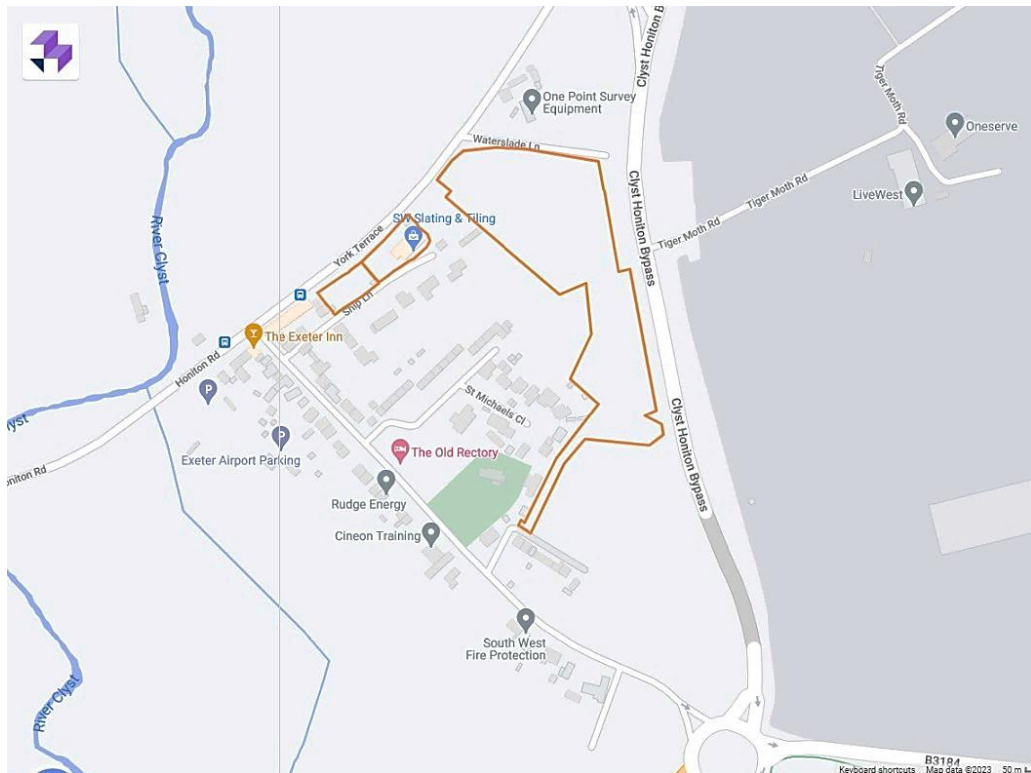 Clyst Honiton B
One Point Survey
Equipment
Tiger Moth Rd
Oneserve
Waterslade Ln
LiveWest
Tiger Moth Rd
Clyst Honiton Bypass
SW Slating & Tiling
York Terrace
Tiger Moth Rd
River Clyst
Ship Ln
The Exeter Inn
Honiton Rd
P
St Michaels Cl
Clyst Honiton Bypass
yst
P
Exeter Airport Parking
The Old Rectory
oniton Rd
Rudge Energy
Cineon Training
South West
Fire Protection
River Clyst
B3184
Keyboard shortcuts Map data ©2023 50 m